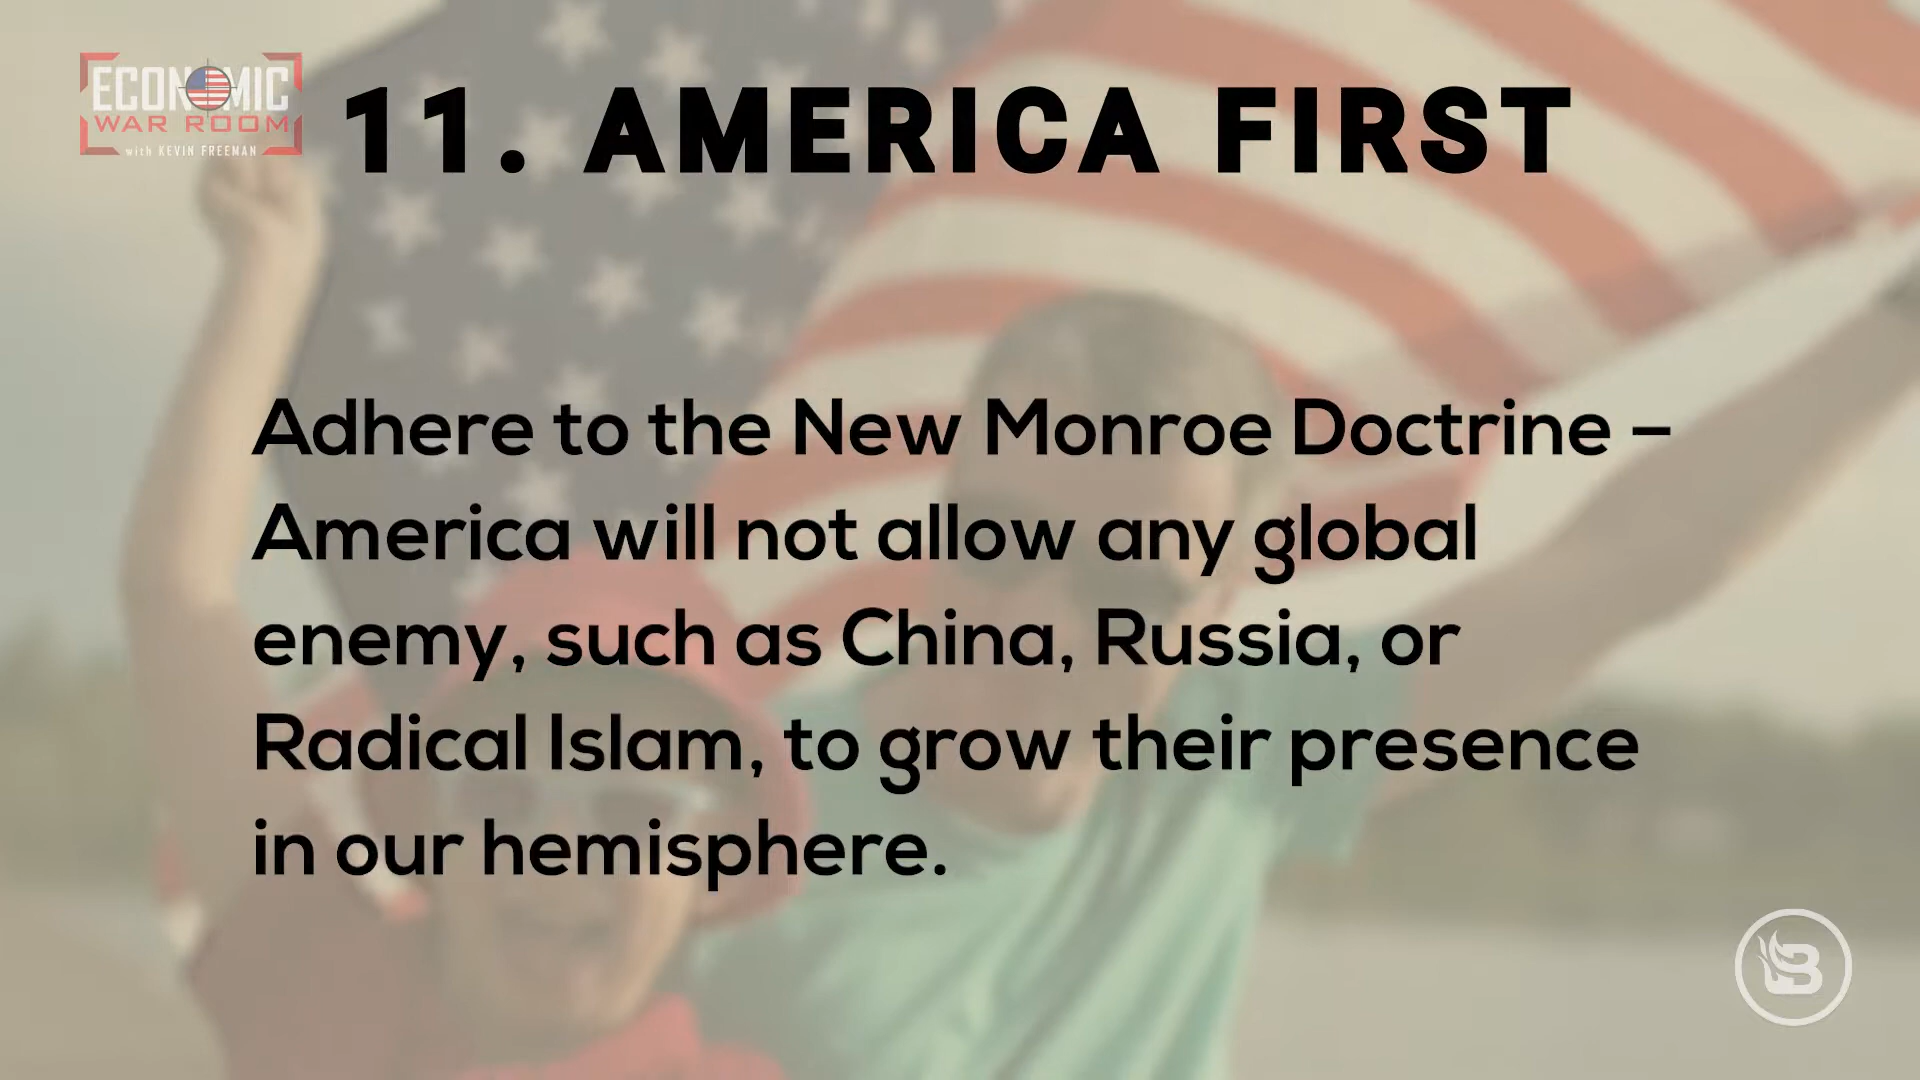 ECONOMIC
WAR ROOM
with KEVIN FREEMAN
11. AMERICA FIRST
Adhere to the New Monroe Doctrine –
America will not allow any global
enemy, such as China, Russia, or
Radical Islam, to grow their presence
in our hemisphere.
B